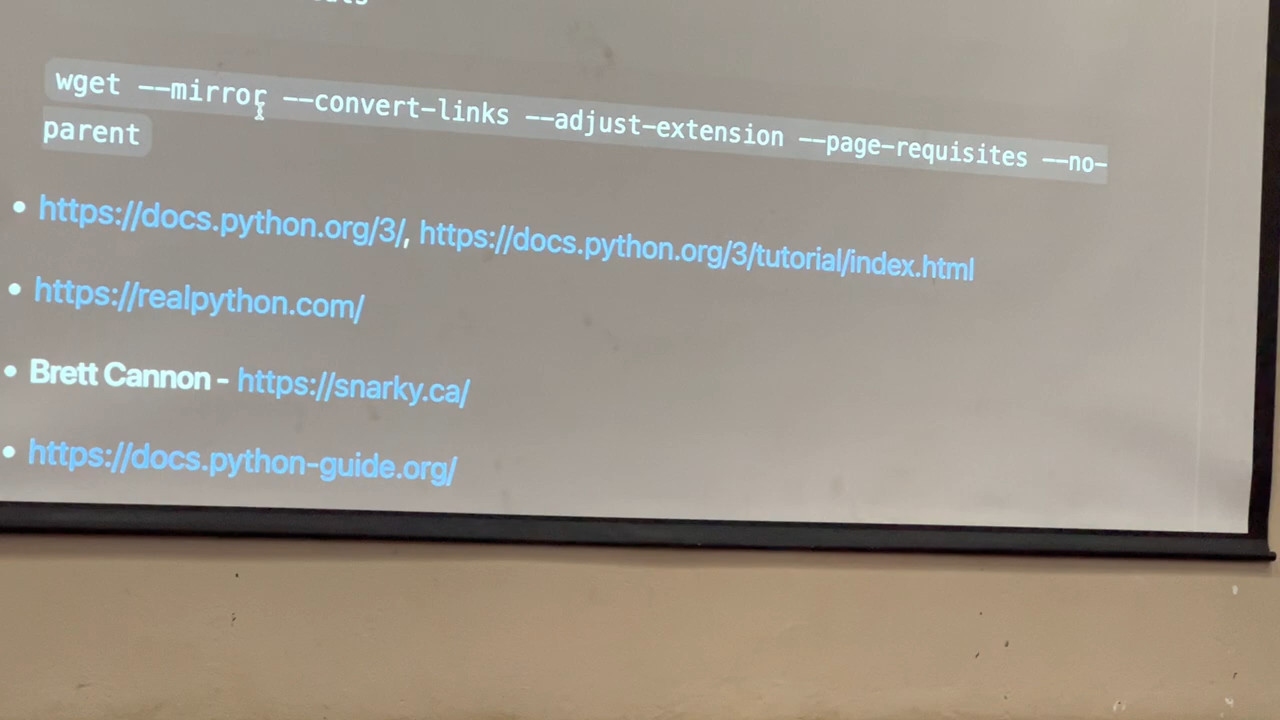 wget --mirror --convert-links --adjust-extension --page-requisites --no-
parent
• https://docs.python.org/3/, https://docs.python.org/3/tutorial/index.html
• https://realpython.com/
• Brett Cannon - https://snarky.ca/
• https://docs.python-guide.org/